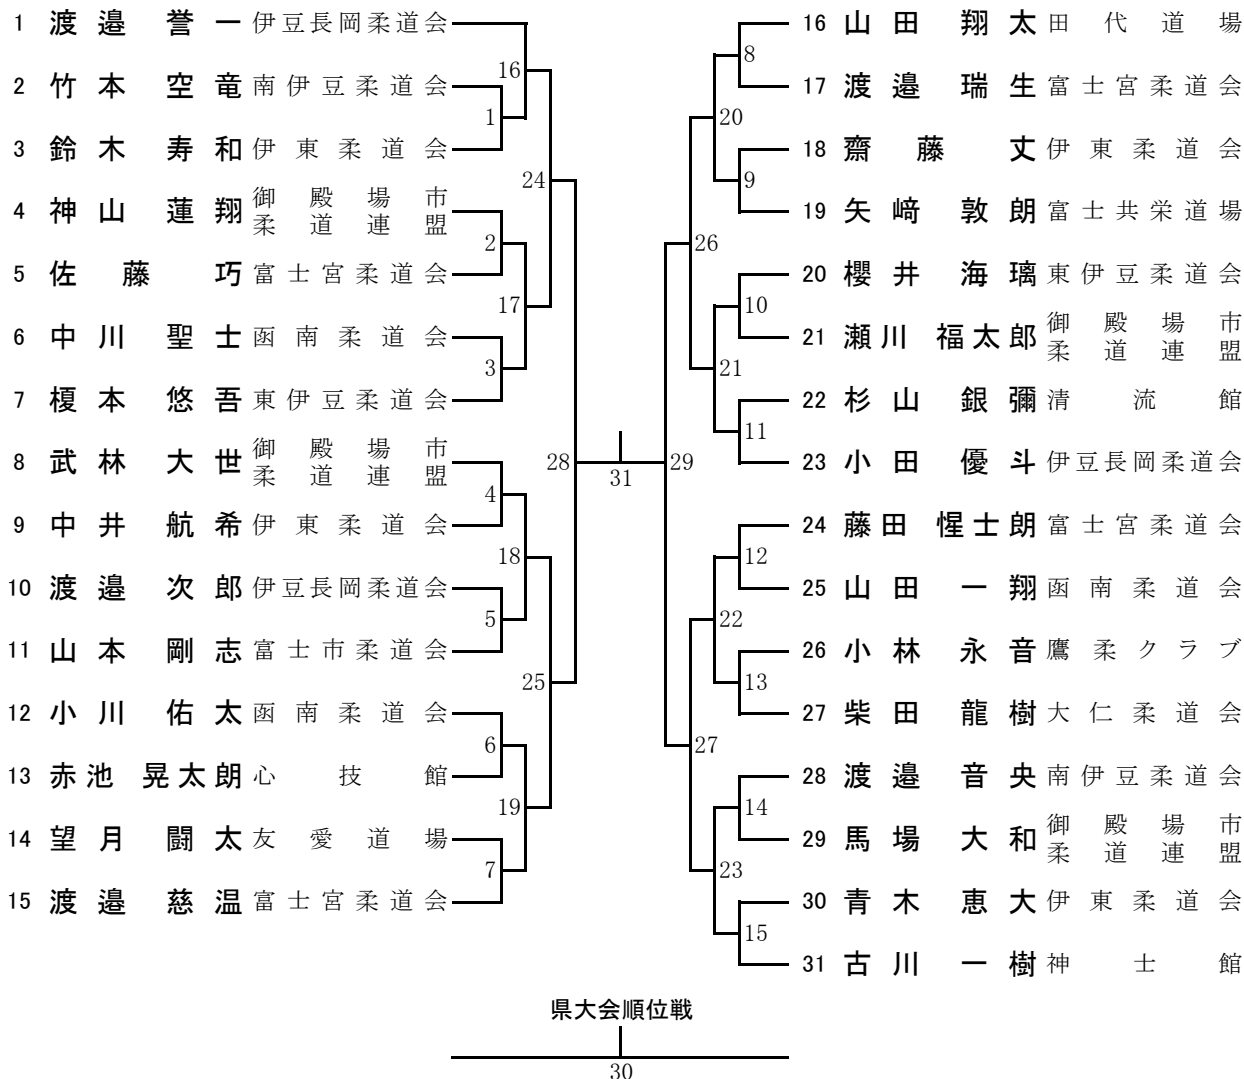 1 渡邉 誉一 伊豆長岡柔道会
2 竹本 空竜 南伊豆柔道会
3 鈴木 寿和 伊東柔道会
4 神山 蓮翔 御殿場市柔道連盟
5 佐藤 巧 富士宮柔道会
6 中川 聖士 函南柔道会
7 榎本 悠吾 東伊豆柔道会
8 武林 大世 御殿場市柔道連盟
9 中井 航希 伊東柔道会
10 渡邉 次郎 伊豆長岡柔道会
11 山本 剛志 富士市柔道会
12 小川 佑太 函南柔道会
13 赤池 晃太朗 心技館
14 望月 闘太 友愛道場
15 渡邉 慈温 富士宮柔道会
16
1
24
2
17
3
28
4
18
5
25
6
19
7
31
29
8
20
9
26
10
21
11
12
22
13
27
14
23
15
16 山田 翔太 田代道場
17 渡邉 瑞生 富士宮柔道会
18 齋藤 丈 伊東柔道会
19 矢﨑 敦朗 富士共栄道場
20 櫻井 海璃 東伊豆柔道会
21 瀬川 福太郎 御殿場市柔道連盟
22 杉山 銀彌 清流館
23 小田 優斗 伊豆長岡柔道会
24 藤田 惺士朗 富士宮柔道会
25 山田 一翔 函南柔道会
26 小林 永音 鷹柔クラブ
27 柴田 龍樹 大仁柔道会
28 渡邉 音央 南伊豆柔道会
29 馬場 大和 御殿場市柔道連盟
30 青木 恵大 伊東柔道会
31 古川 一樹 神士館
県大会順位戦
30